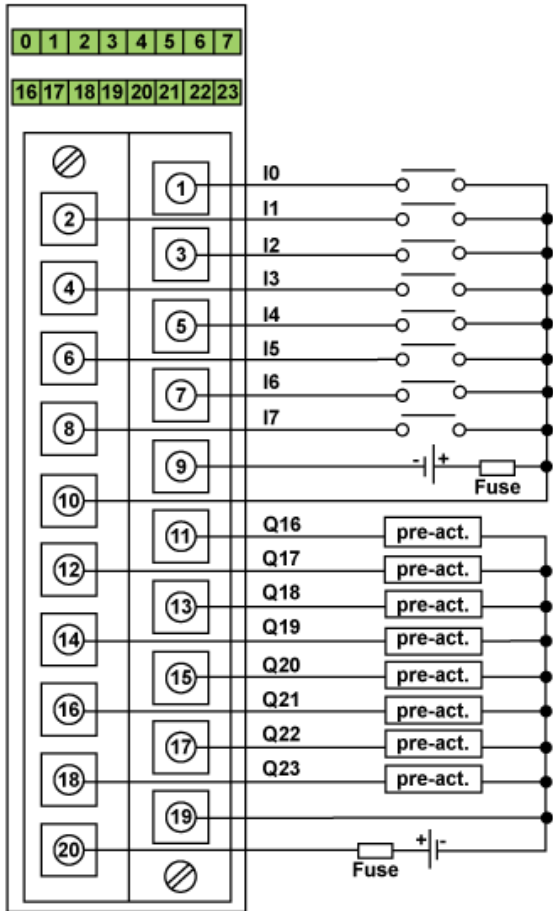 0 1 2 3 4 5 6 7
16 17 18 19 20 21 22 23
1 I0
2 I1
3 I2
4 I3
5 I4
6 I5
7 I6
8 I7
9 - +
Fuse
10
11 Q16 pre-act.
12 Q17 pre-act.
13 Q18 pre-act.
14 Q19 pre-act.
15 Q20 pre-act.
16 Q21 pre-act.
17 Q22 pre-act.
18 Q23 pre-act.
19
20 + -
Fuse